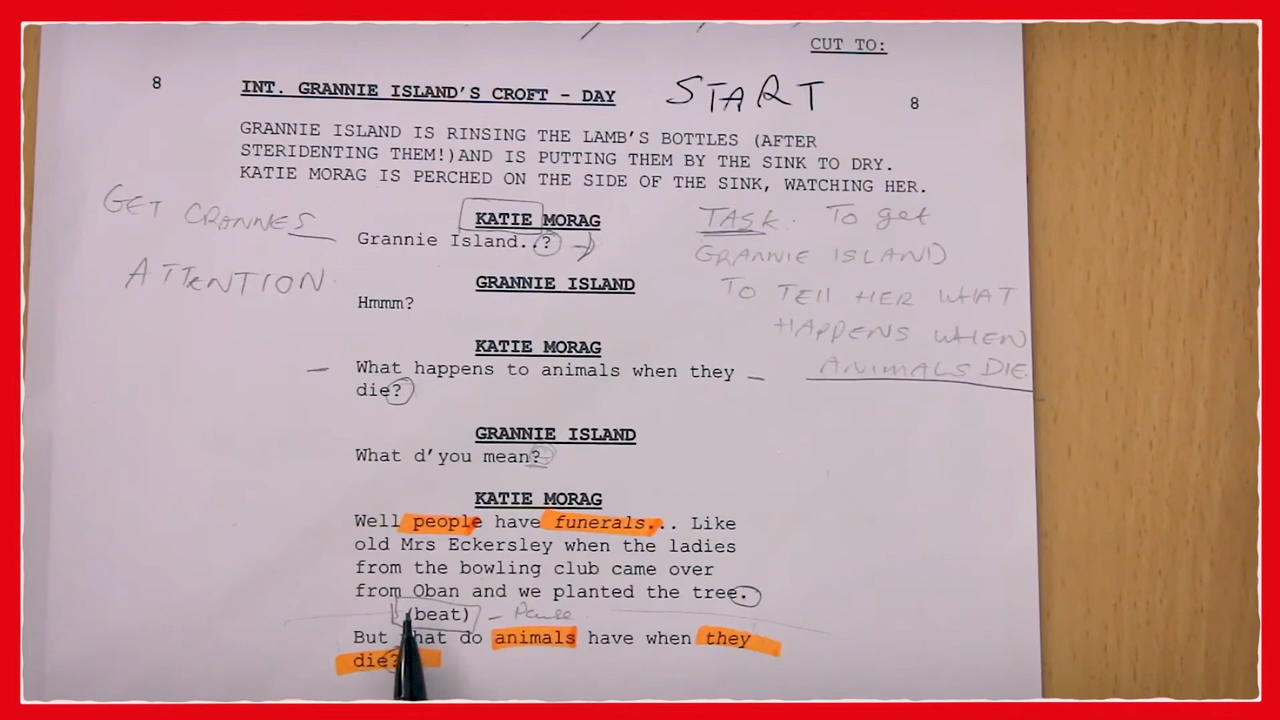 CUT TO:
8 INT. GRANNIE ISLAND'S CROFT - DAY START 8
GRANNIE ISLAND IS RINSING THE LAMB'S BOTTLES (AFTER
STERIDENTING THEM!)AND IS PUTTING THEM BY THE SINK TO DRY.
KATIE MORAG IS PERCHED ON THE SIDE OF THE SINK, WATCHING HER.
GET GRANNIES
ATTENTION
KATIE MORAG
Grannie Island..?
TASK. To get
GRANNIE ISLAND
TO TELL HER WHAT
HAPPENS WHEN
ANIMALS DIE.
GRANNIE ISLAND
Hmmm?
KATIE MORAG
What happens to animals when they
die?
GRANNIE ISLAND
What d'you mean?
KATIE MORAG
Well people have funerals... Like
old Mrs Eckersley when the ladies
from the bowling club came over
from Oban and we planted the tree.
(beat) - Pause
But what do animals have when they
die?